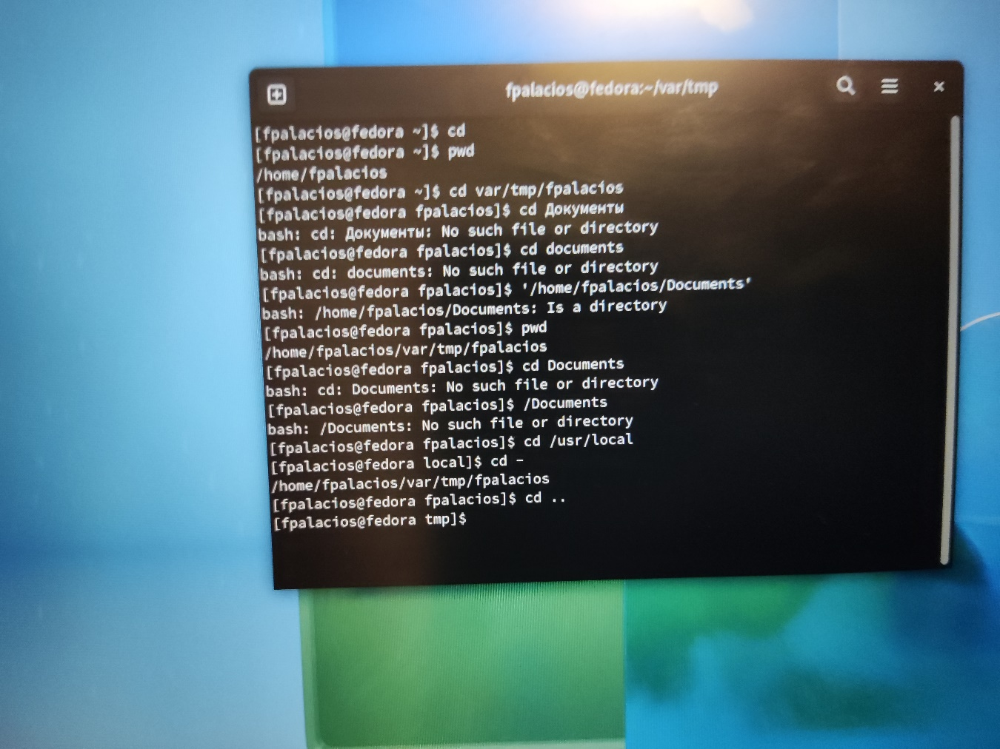 fpalacios@fedora:~/var/tmp
[fpalacios@fedora ~]$ cd
[fpalacios@fedora ~]$ pwd
/home/fpalacios
[fpalacios@fedora ~]$ cd var/tmp/fpalacios
[fpalacios@fedora fpalacios]$ cd Документы
bash: cd: Документы: No such file or directory
[fpalacios@fedora fpalacios]$ cd documents
bash: cd: documents: No such file or directory
[fpalacios@fedora fpalacios]$ '/home/fpalacios/Documents'
bash: /home/fpalacios/Documents: Is a directory
[fpalacios@fedora fpalacios]$ pwd
/home/fpalacios/var/tmp/fpalacios
[fpalacios@fedora fpalacios]$ cd Documents
bash: cd: Documents: No such file or directory
[fpalacios@fedora fpalacios]$ /Documents
bash: /Documents: No such file or directory
[fpalacios@fedora fpalacios]$ cd /usr/local
[fpalacios@fedora local]$ cd -
/home/fpalacios/var/tmp/fpalacios
[fpalacios@fedora fpalacios]$ cd ..
[fpalacios@fedora tmp]$